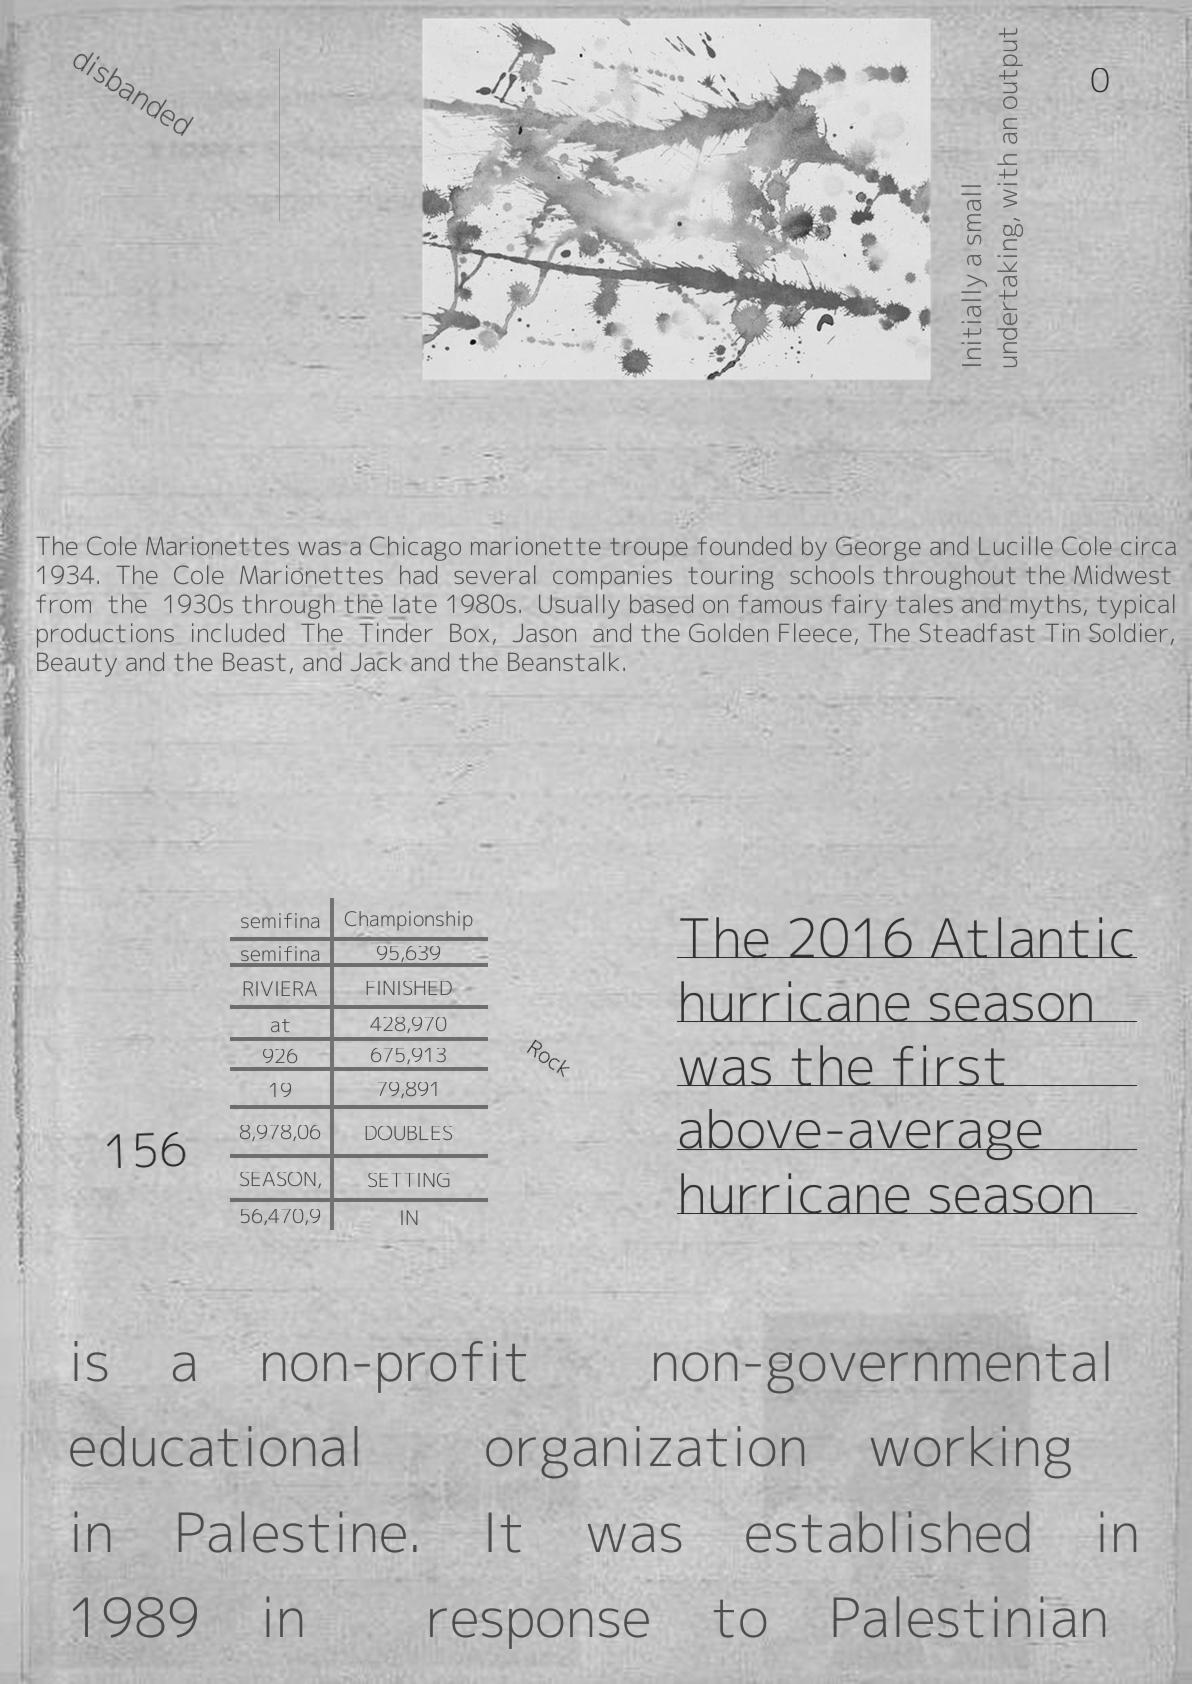 disbanded
Initially a small
undertaking, with an output
0
The Cole Marionettes was a Chicago marionette troupe founded by George and Lucille Cole circa
1934. The Cole Marionettes had several companies touring schools throughout the Midwest
from the 1930s through the late 1980s. Usually based on famous fairy tales and myths, typical
productions included The Tinder Box, Jason and the Golden Fleece, The Steadfast Tin Soldier,
Beauty and the Beast, and Jack and the Beanstalk.
semifina Championship
semifina 95,639
RIVIERA FINISHED
at 428,970
926 675,913
19 79,891
8,978,06 DOUBLES
SEASON, SETTING
56,470,9 IN
156
Rock
The 2016 Atlantic
hurricane season
was the first
above-average
hurricane season
is a non-profit non-governmental
educational organization working
in Palestine. It was established in
1989 in response to Palestinian